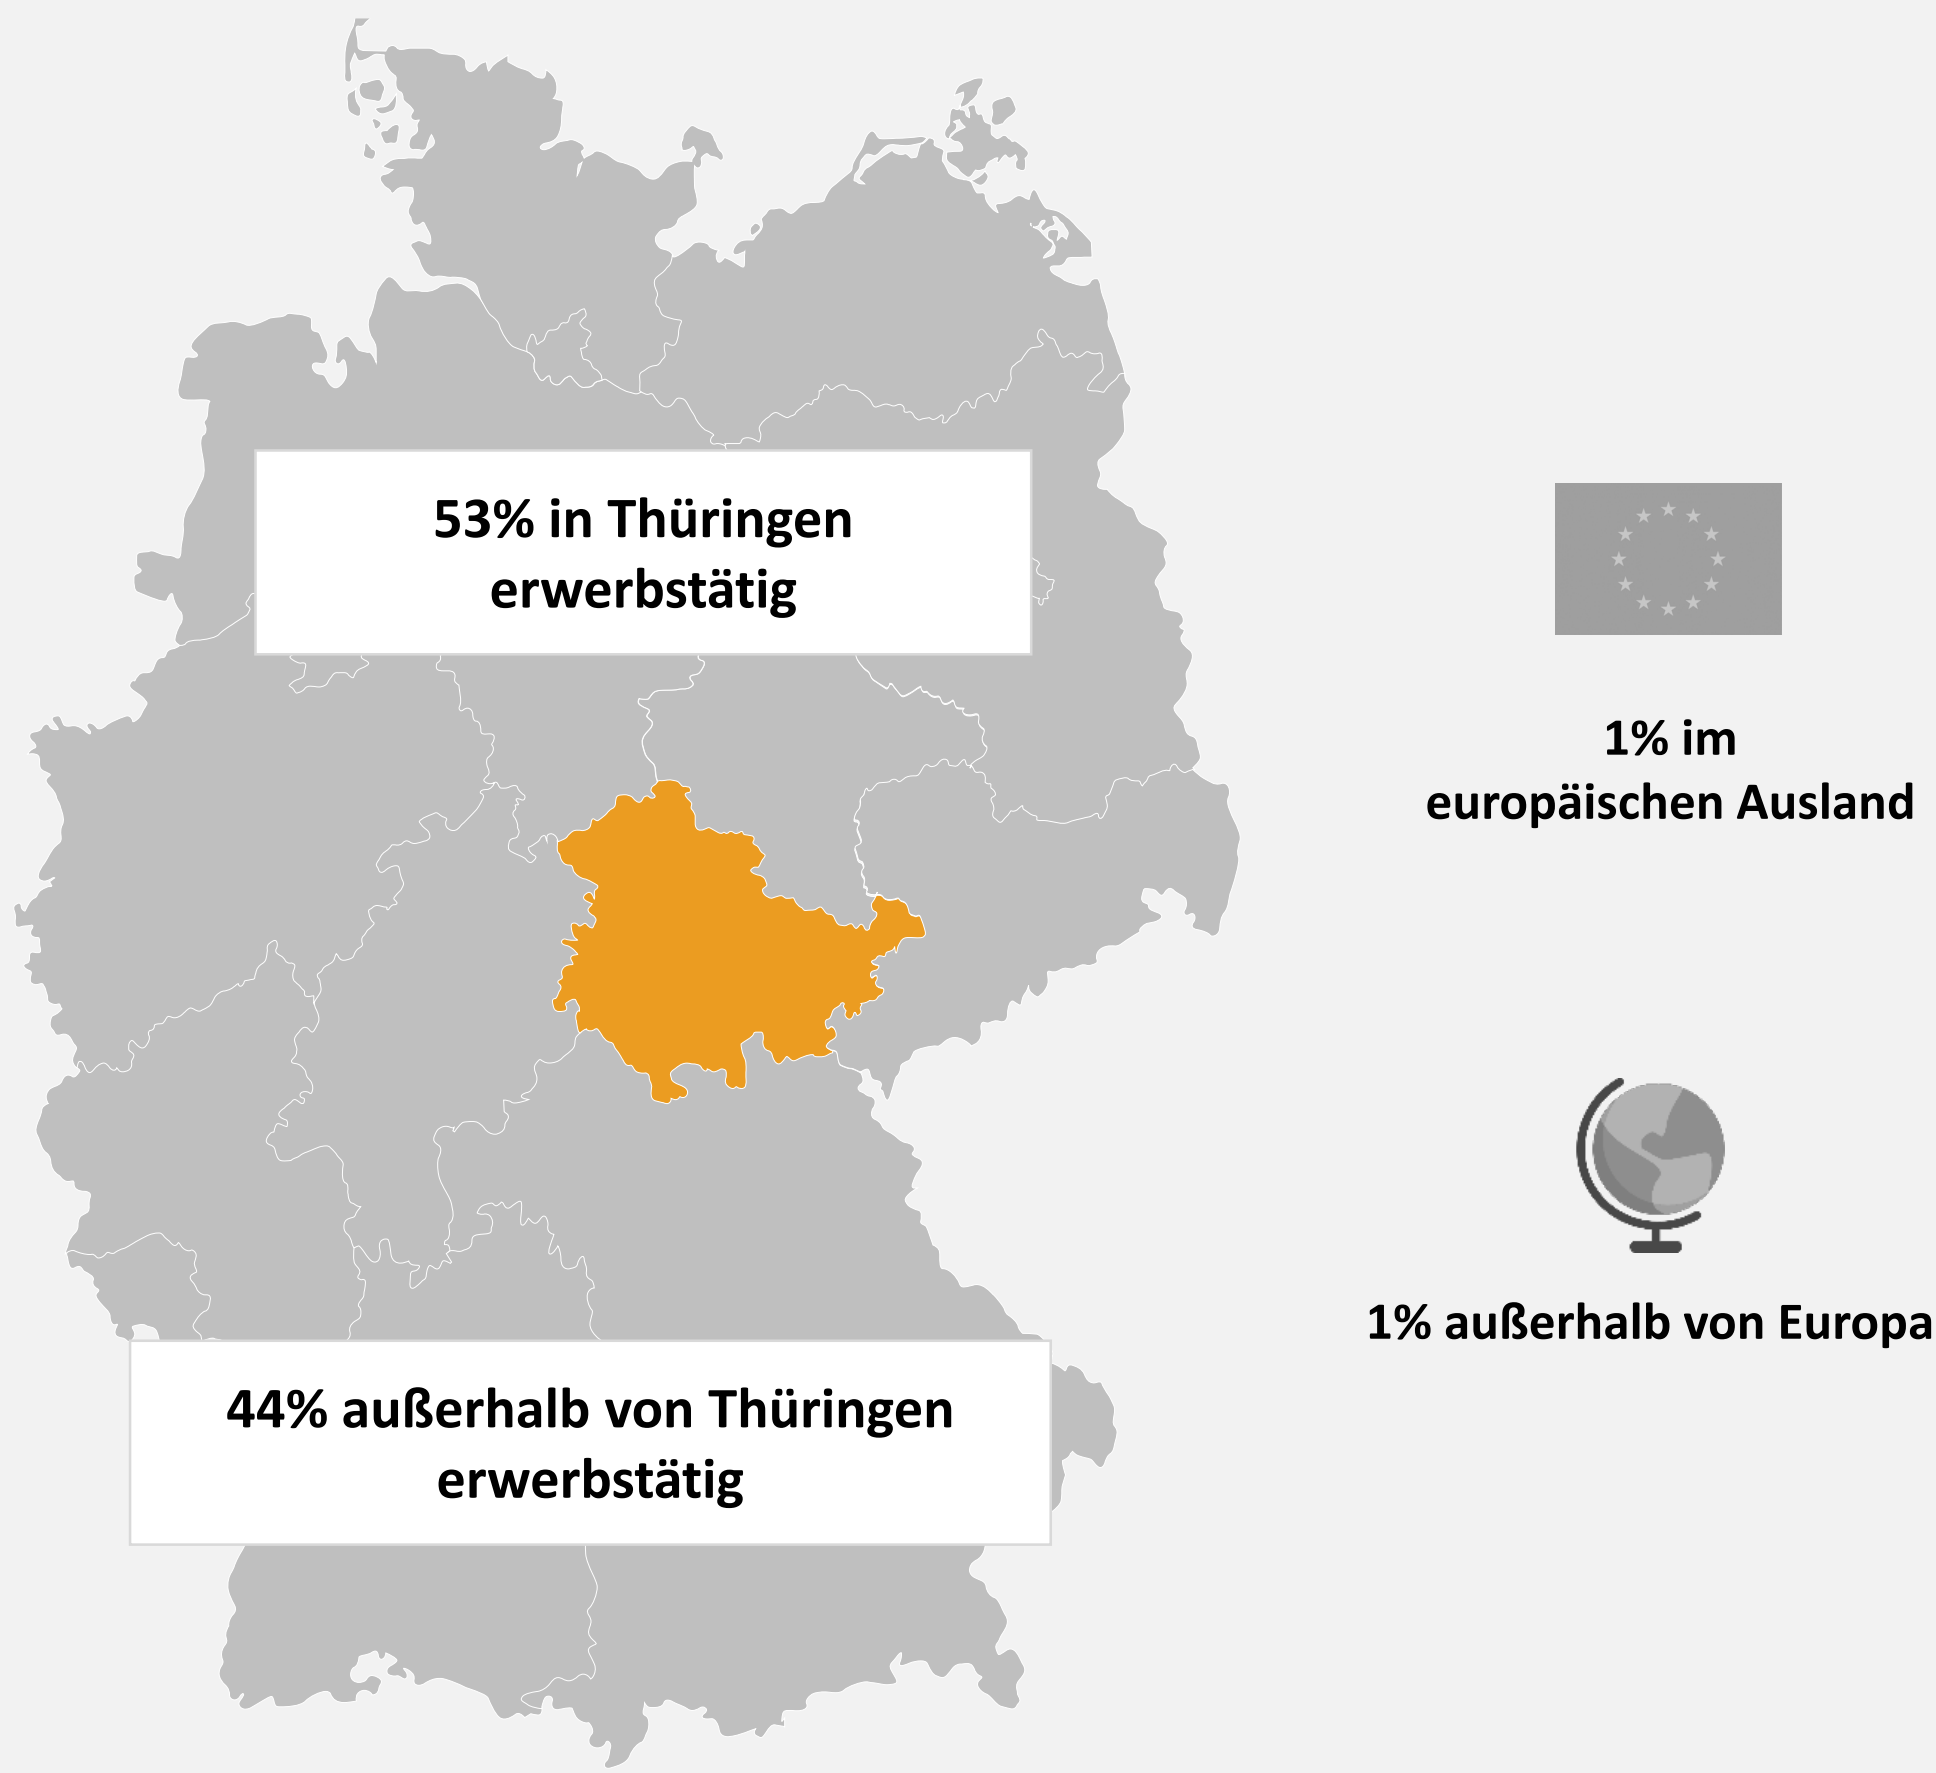 53% in Thüringen
erwerbstätig
1% im
europäischen Ausland
1% außerhalb von Europa
44% außerhalb von Thüringen
erwerbstätig